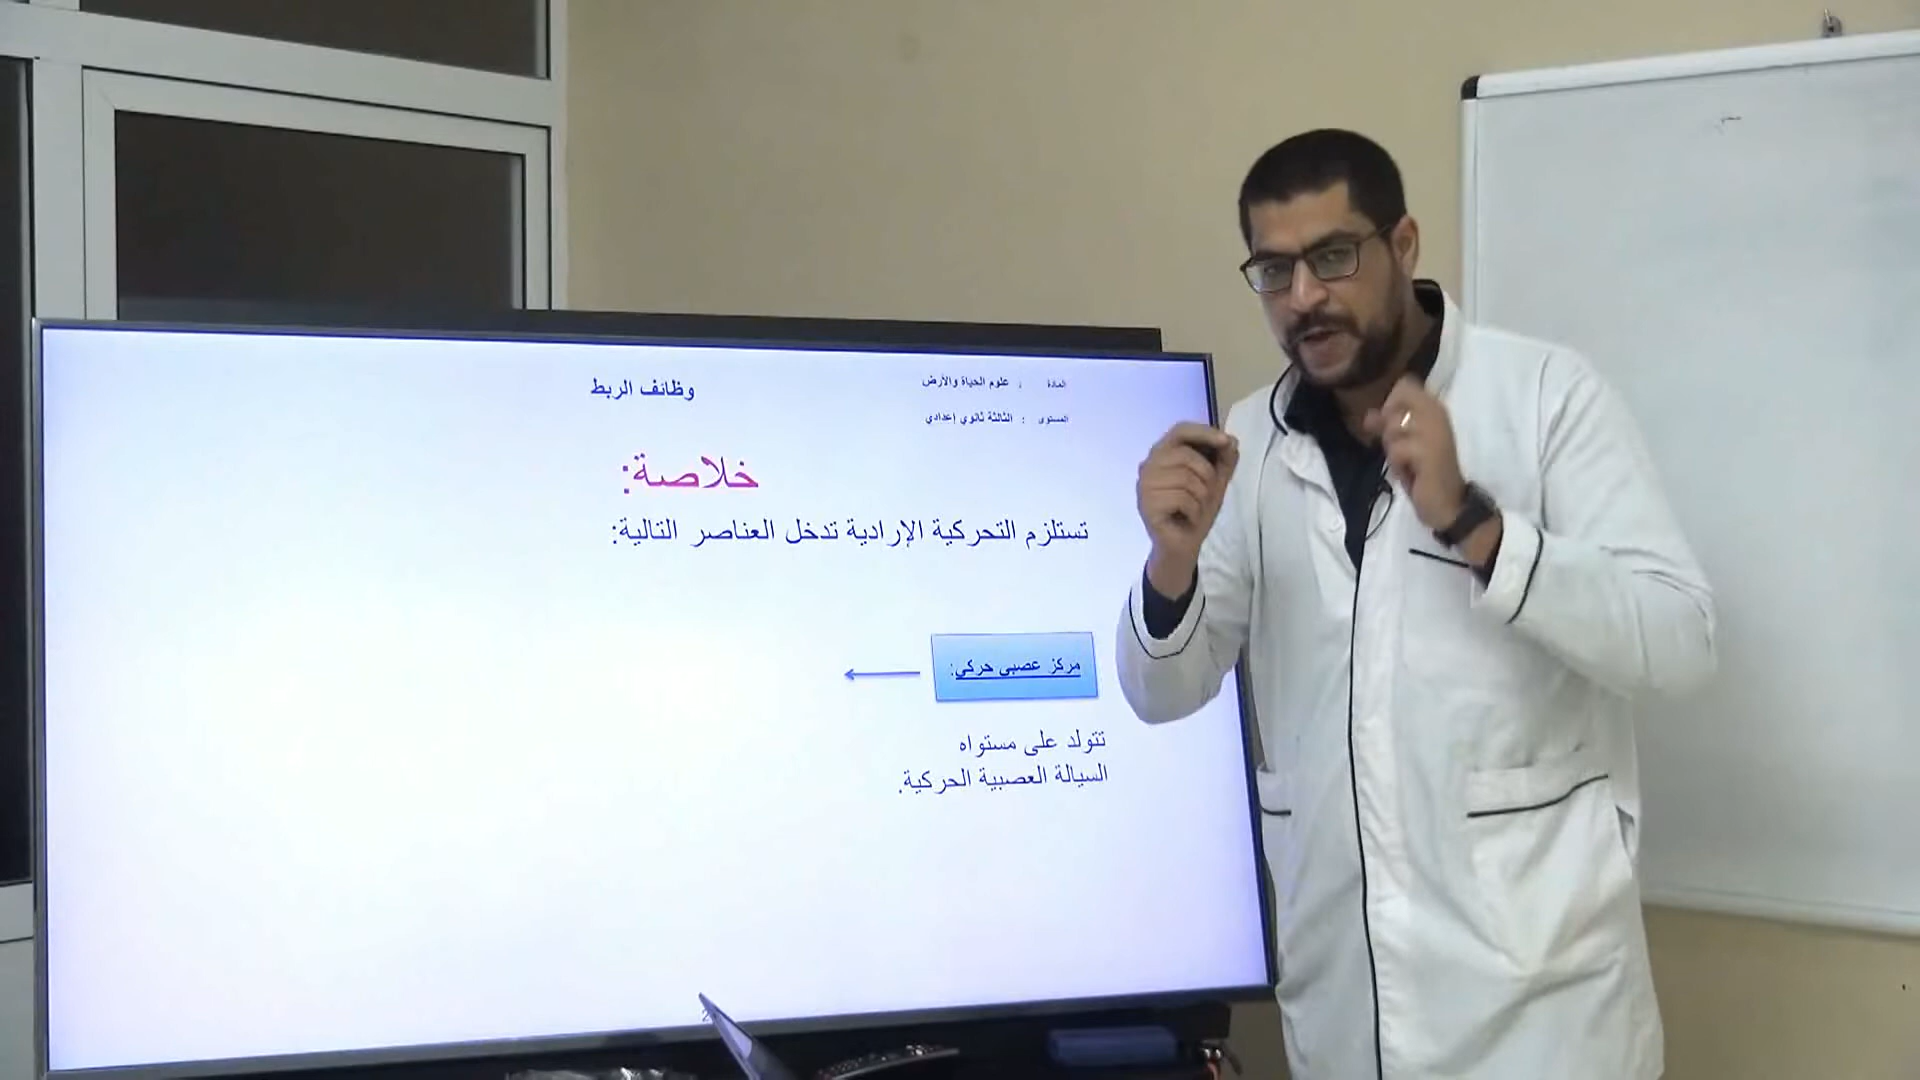 المادة : علوم الحياة والأرض
وظائف الربط
المستوى : الثالثة ثانوي إعدادي
خلاصة:
تستلزم التحركية الإرادية تدخل العناصر التالية:
مركز عصبي حركي:
تتولد على مستواه
السيالة العصبية الحركية.